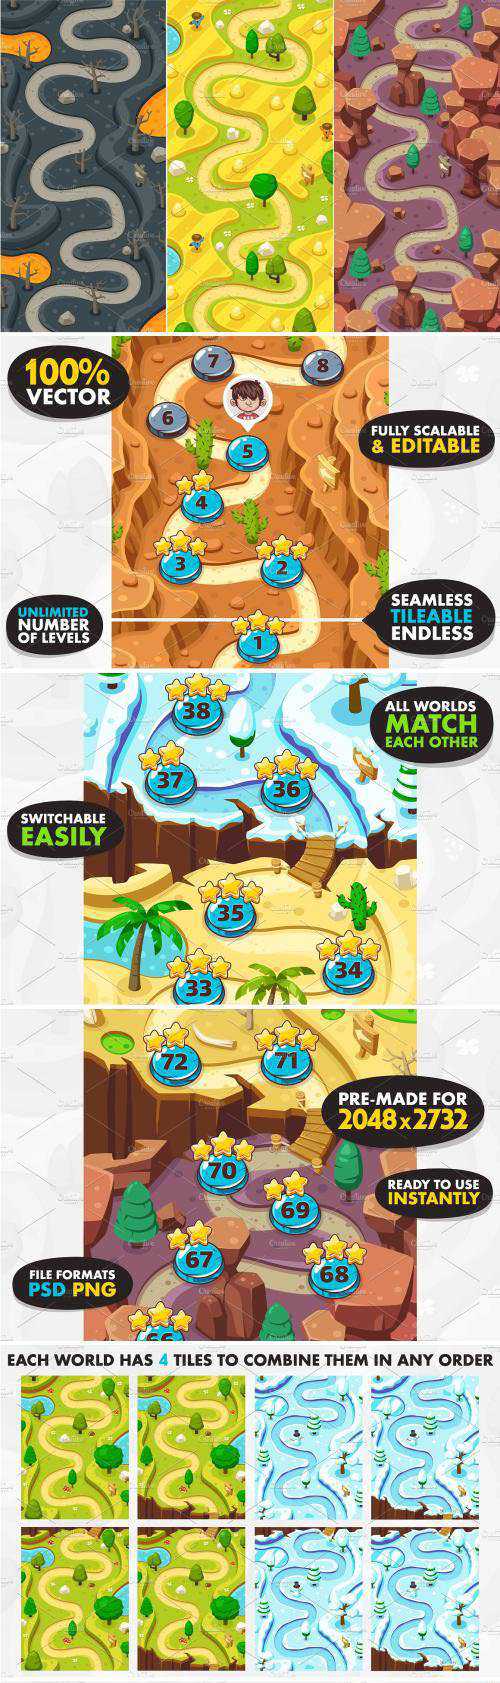 100%
VECTOR
7
8
6
5
FULLY SCALABLE
& EDITABLE
4
3
2
UNLIMITED
NUMBER
OF LEVELS
1
SEAMLESS
TILEABLE
ENDLESS
38
ALL WORLDS
MATCH
EACH OTHER
37
36
SWITCHABLE
EASILY
35
34
33
72
71
PRE-MADE FOR
2048x2732
70
READY TO USE
INSTANTLY
69
67
68
FILE FORMATS
PSD PNG
66
EACH WORLD HAS 4 TILES TO COMBINE THEM IN ANY ORDER